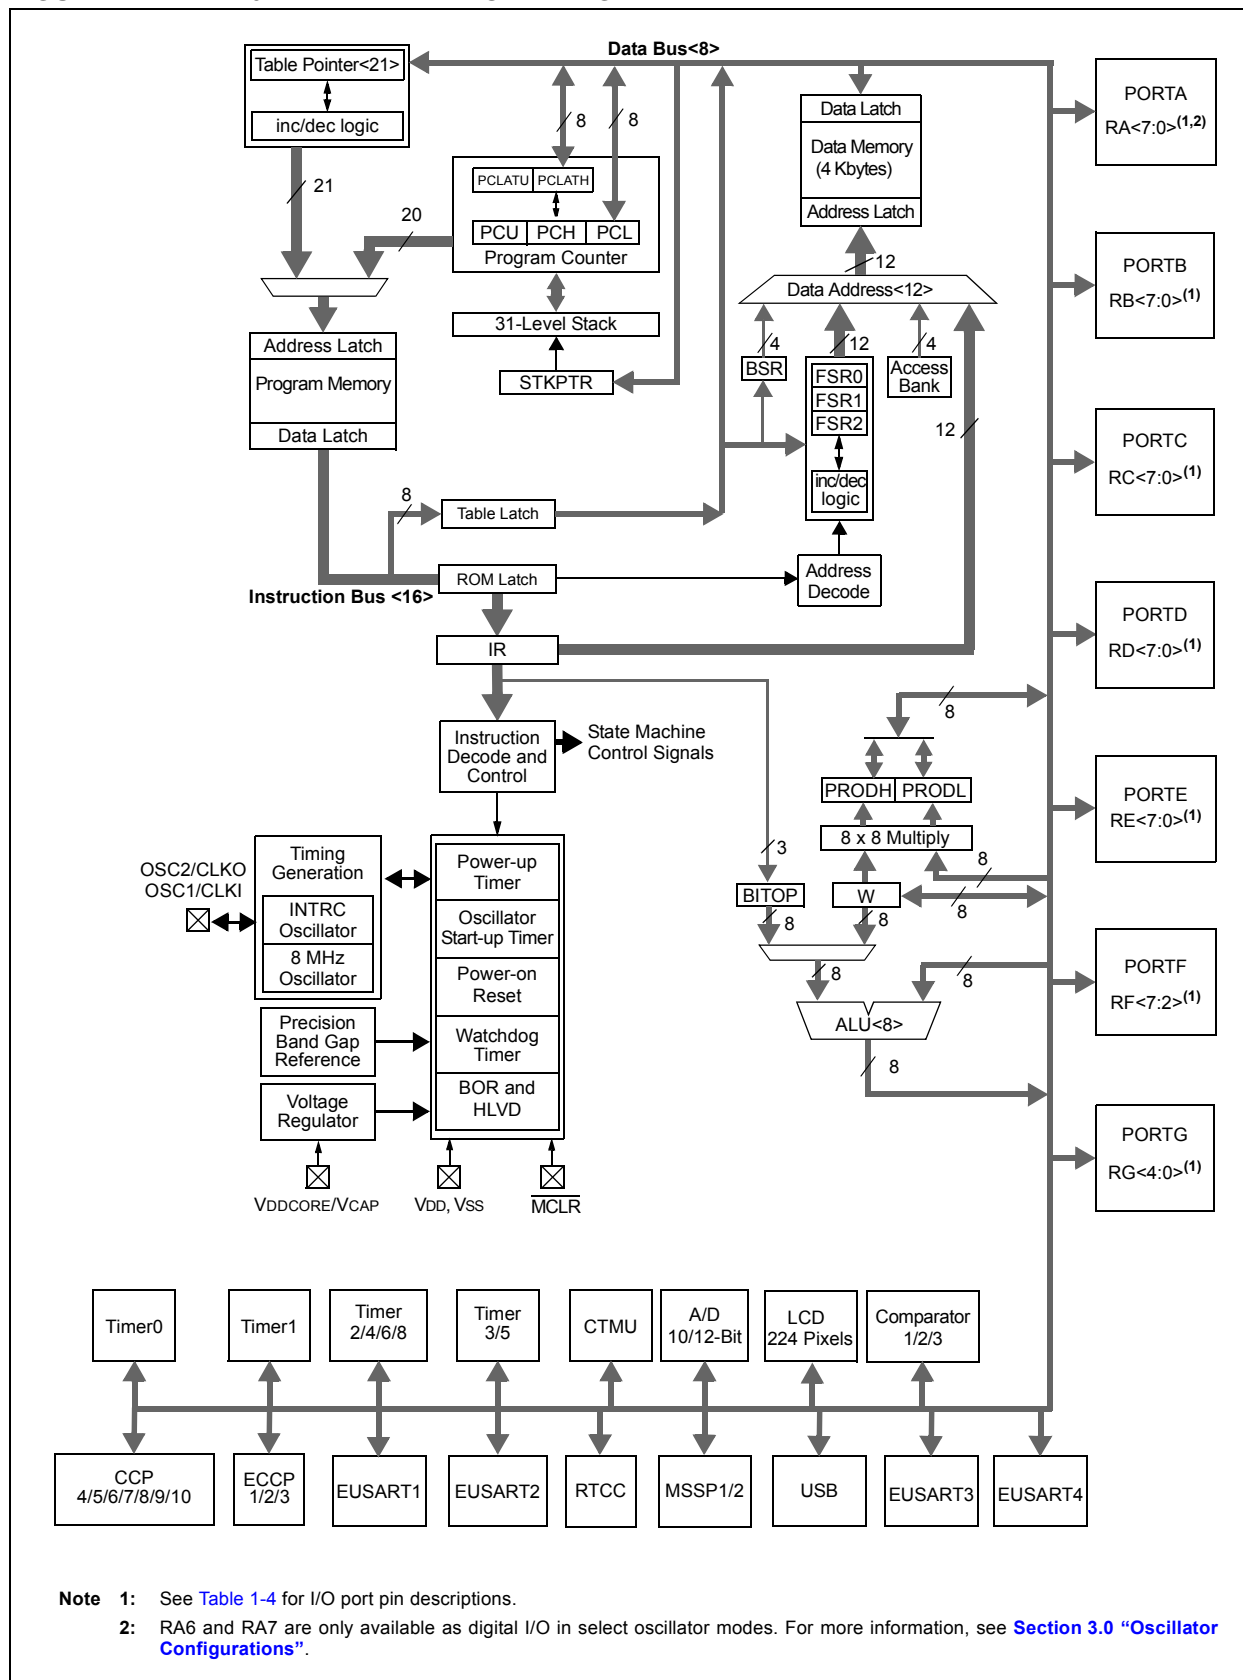 Data Bus<8>
Table Pointer<21>
inc/dec logic
21
20
8
8
PCLATU PCLATH
PCU PCH PCL
Program Counter
31-Level Stack
STKPTR
Address Latch
Program Memory
Data Latch
8
Table Latch
ROM Latch
Instruction Bus <16>
IR
Data Latch
Data Memory
(4 Kbytes)
Address Latch
12
Data Address<12>
4
12
4
BSR
FSR0
FSR1
FSR2
inc/dec
logic
Access
Bank
12
Address
Decode
Instruction
Decode and
Control
State Machine
Control Signals
8
PRODH PRODL
8 x 8 Multiply
3
8
BITOP
W
8
8
8
8
8
ALU<8>
8
OSC2/CLKO
OSC1/CLKI
Timing
Generation
INTRC
Oscillator
8 MHz
Oscillator
Precision
Band Gap
Reference
Voltage
Regulator
Power-up
Timer
Oscillator
Start-up Timer
Power-on
Reset
Watchdog
Timer
BOR and
HLVD
VDDCORE/VCAP
VDD, VSS
MCLR
PORTA
RA<7:0>(1,2)
PORTB
RB<7:0>(1)
PORTC
RC<7:0>(1)
PORTD
RD<7:0>(1)
PORTE
RE<7:0>(1)
PORTF
RF<7:2>(1)
PORTG
RG<4:0>(1)
Timer0
Timer1
Timer
2/4/6/8
Timer
3/5
CTMU
A/D
10/12-Bit
LCD
224 Pixels
Comparator
1/2/3
CCP
4/5/6/7/8/9/10
ECCP
1/2/3
EUSART1
EUSART2
RTCC
MSSP1/2
USB
EUSART3
EUSART4
Note 1: See Table 1-4 for I/O port pin descriptions.
2: RA6 and RA7 are only available as digital I/O in select oscillator modes. For more information, see Section 3.0 “Oscillator
Configurations”.